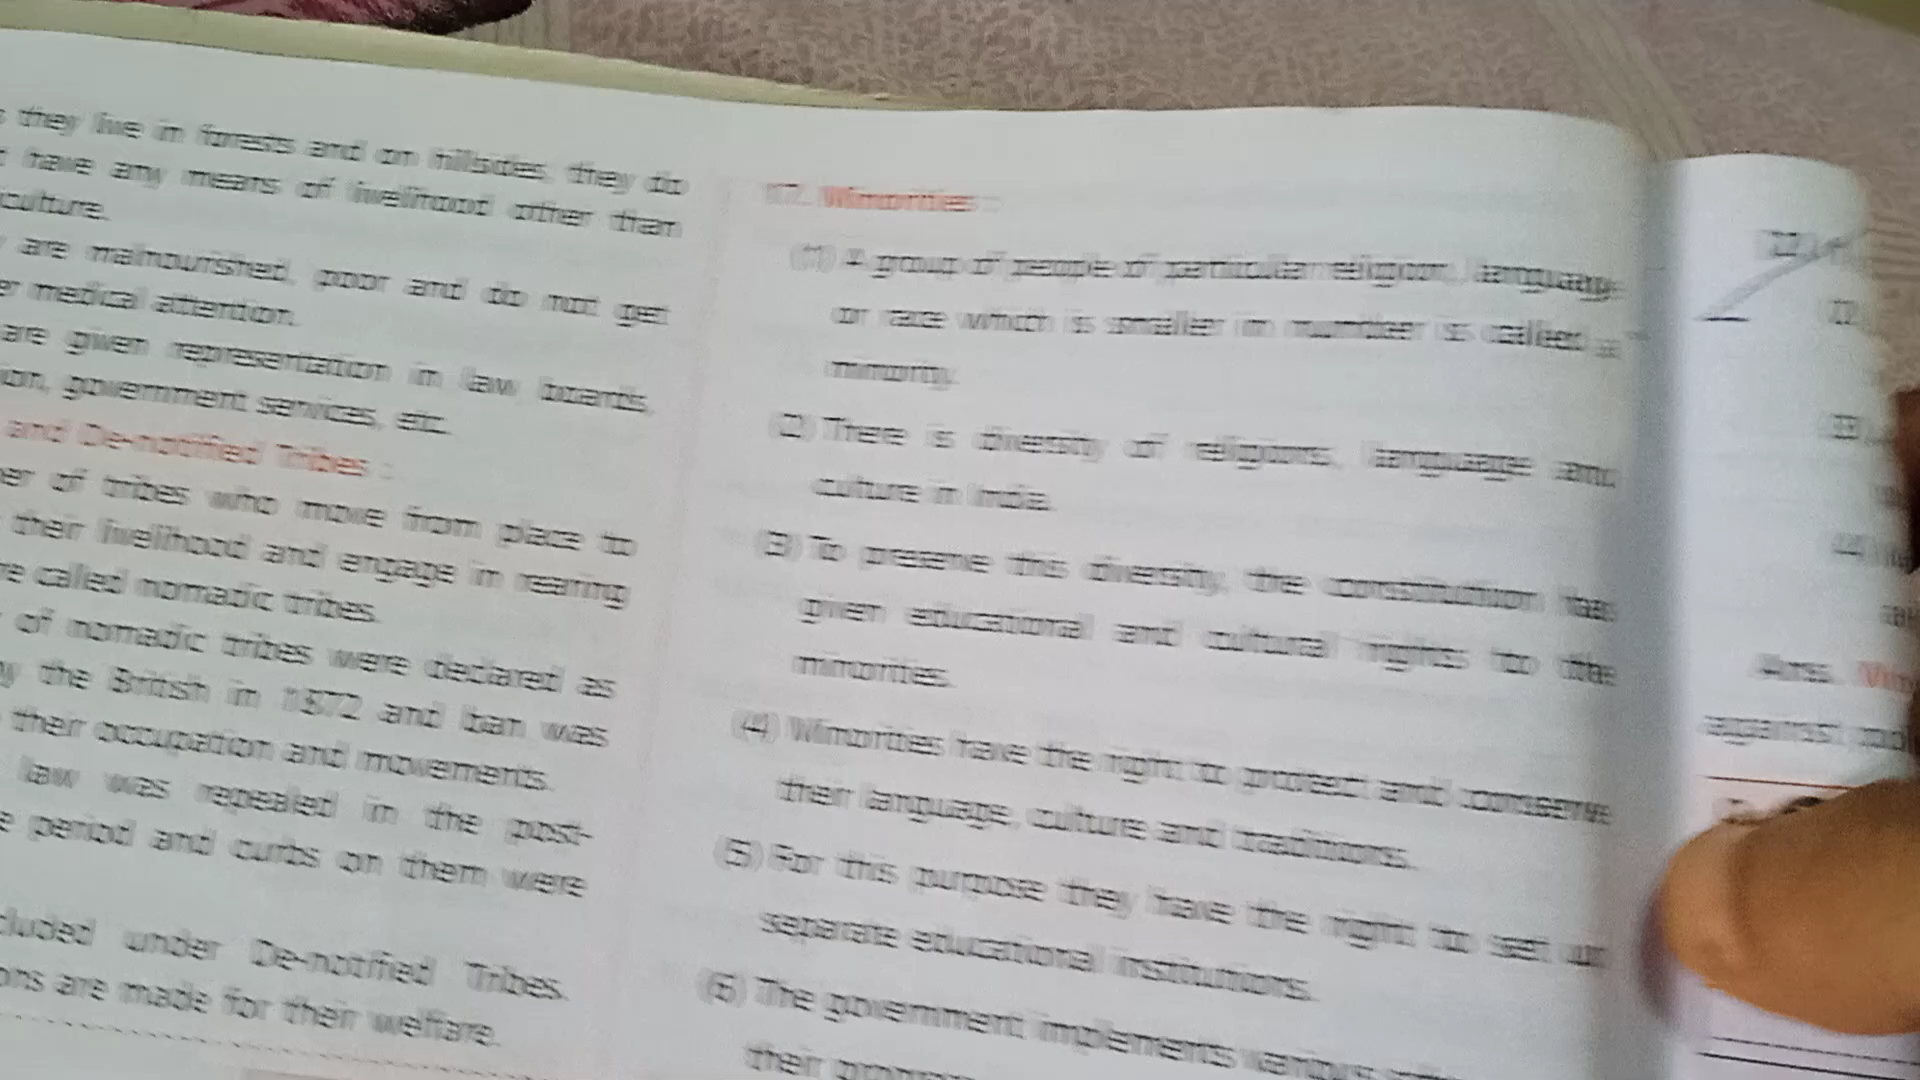 they live in forests and on hillsides, they do
have any means of livelihood other than
culture.
are malnourished, poor and do not get
medical attention.
are given representation in law boards,
government services, etc.
and De-notified Tribes :
of tribes who move from place to
their livelihood and engage in rearing
called nomadic tribes.
of nomadic tribes were declared as
the British in 1872 and ban was
their occupation and movements.
law was repealed in the post-
period and curbs on them were
under De-notified Tribes.
are made for their welfare.
17. Minorities :
(1) A group of people of particular religion, language
or race which is smaller in number is called a
minority.
(2) There is diversity of religions, language and
culture in India.
(3) To preserve this diversity, the constitution has
given educational and cultural rights to the
minorities.
(4) Minorities have the right to protect and conserve
their language, culture and traditions.
(5) For this purpose they have the right to set up
separate educational institutions.
(6) The government implements various
their
Ans.
against